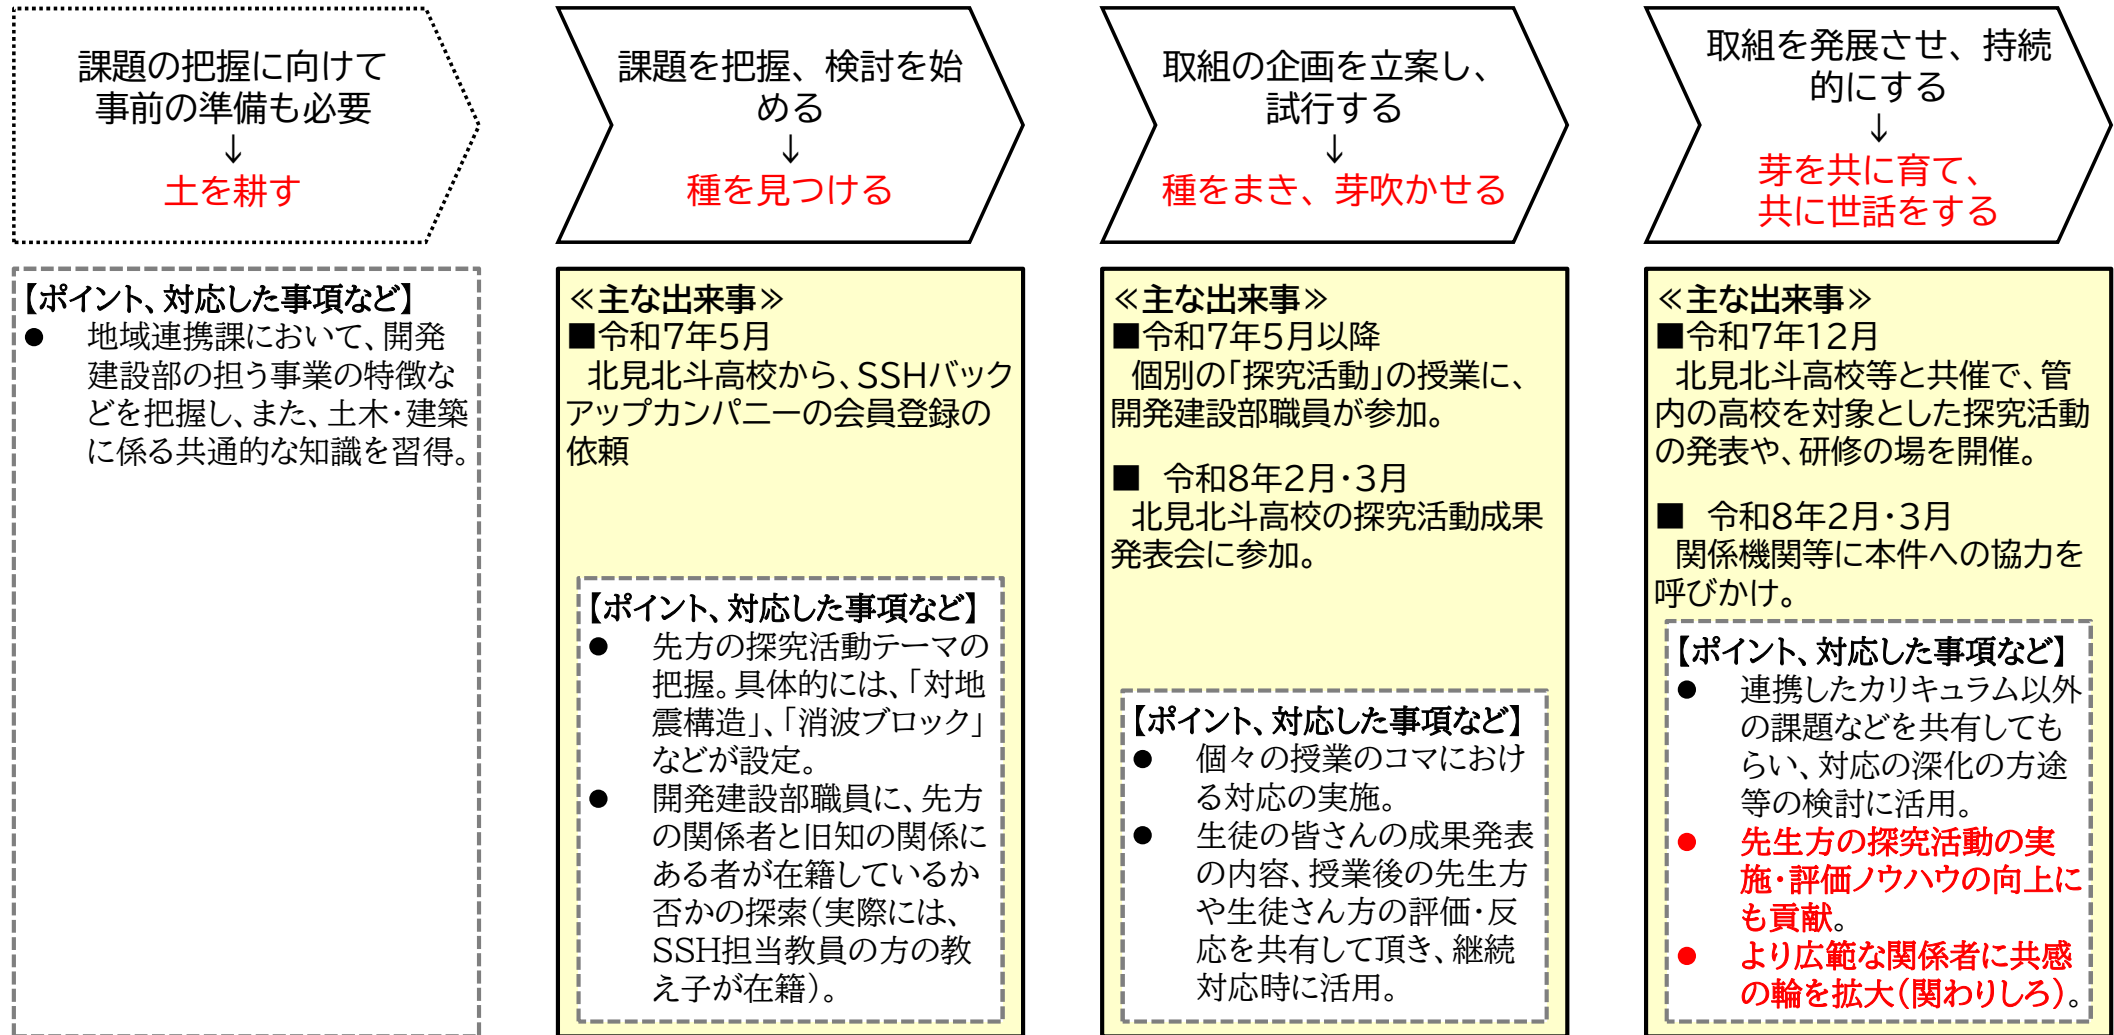 課題の把握に向けて
事前の準備も必要
↓
土を耕す
【ポイント、対応した事項など】
● 地域連携課において、開発
建設部の担う事業の特徴な
どを把握し、また、土木・建築
に係る共通的な知識を習得。
課題を把握、検討を始
める
↓
種を見つける
≪主な出来事≫
■令和7年5月
北見北斗高校から、SSHバック
アップカンパニーの会員登録の
依頼
【ポイント、対応した事項など】
● 先方の探究活動テーマの
把握。具体的には、「対地
震構造」、「消波ブロック」
などが設定。
● 開発建設部職員に、先方
の関係者と旧知の関係に
ある者が在籍しているか
否かの探索（実際には、
SSH担当教員の方の教
え子が在籍）。
取組の企画を立案し、
試行する
↓
種をまき、芽吹かせる
≪主な出来事≫
■令和7年5月以降
個別の「探究活動」の授業に、
開発建設部職員が参加。
■ 令和8年2月・3月
北見北斗高校の探究活動成果
発表会に参加。
【ポイント、対応した事項など】
● 個々の授業のコマにおけ
る対応の実施。
● 生徒の皆さんの成果発表
の内容、授業後の先生方
や生徒さん方の評価・反
応を共有して頂き、継続
対応時に活用。
取組を発展させ、持続
的にする
↓
芽を共に育て、
共に世話をする
≪主な出来事≫
■令和7年12月
北見北斗高校等と共催で、管
内の高校を対象とした探究活動
の発表や、研修の場を開催。
■ 令和8年2月・3月
関係機関等に本件への協力を
呼びかけ。
【ポイント、対応した事項など】
● 連携したカリキュラム以外
の課題などを共有しても
らい、対応の深化の方途
等の検討に活用。
● 先生方の探究活動の実
施・評価ノウハウの向上に
も貢献。
● より広範な関係者に共感
の輪を拡大（関わりしろ）。